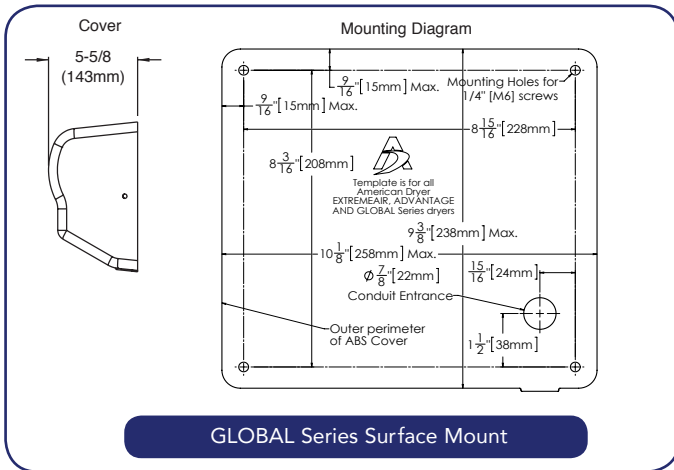 Cover
5-5/8
(143mm)
Mounting Diagram
9/16"[15mm] Max.
Mounting Holes for
1/4" [M6] screws
9/16"[15mm] Max.
8 15/16"[228mm]
8 3/16"[208mm]
AD
Template is for all
American Dryer
EXTREMEAIR, ADVANTAGE
AND GLOBAL Series dryers
9 3/8"[238mm] Max.
10 1/8"[258mm] Max.
Ø 7/8"[22mm]
15/16"[24mm]
Conduit Entrance
Outer perimeter
of ABS Cover
1 1/2"[38mm]
GLOBAL Series Surface Mount